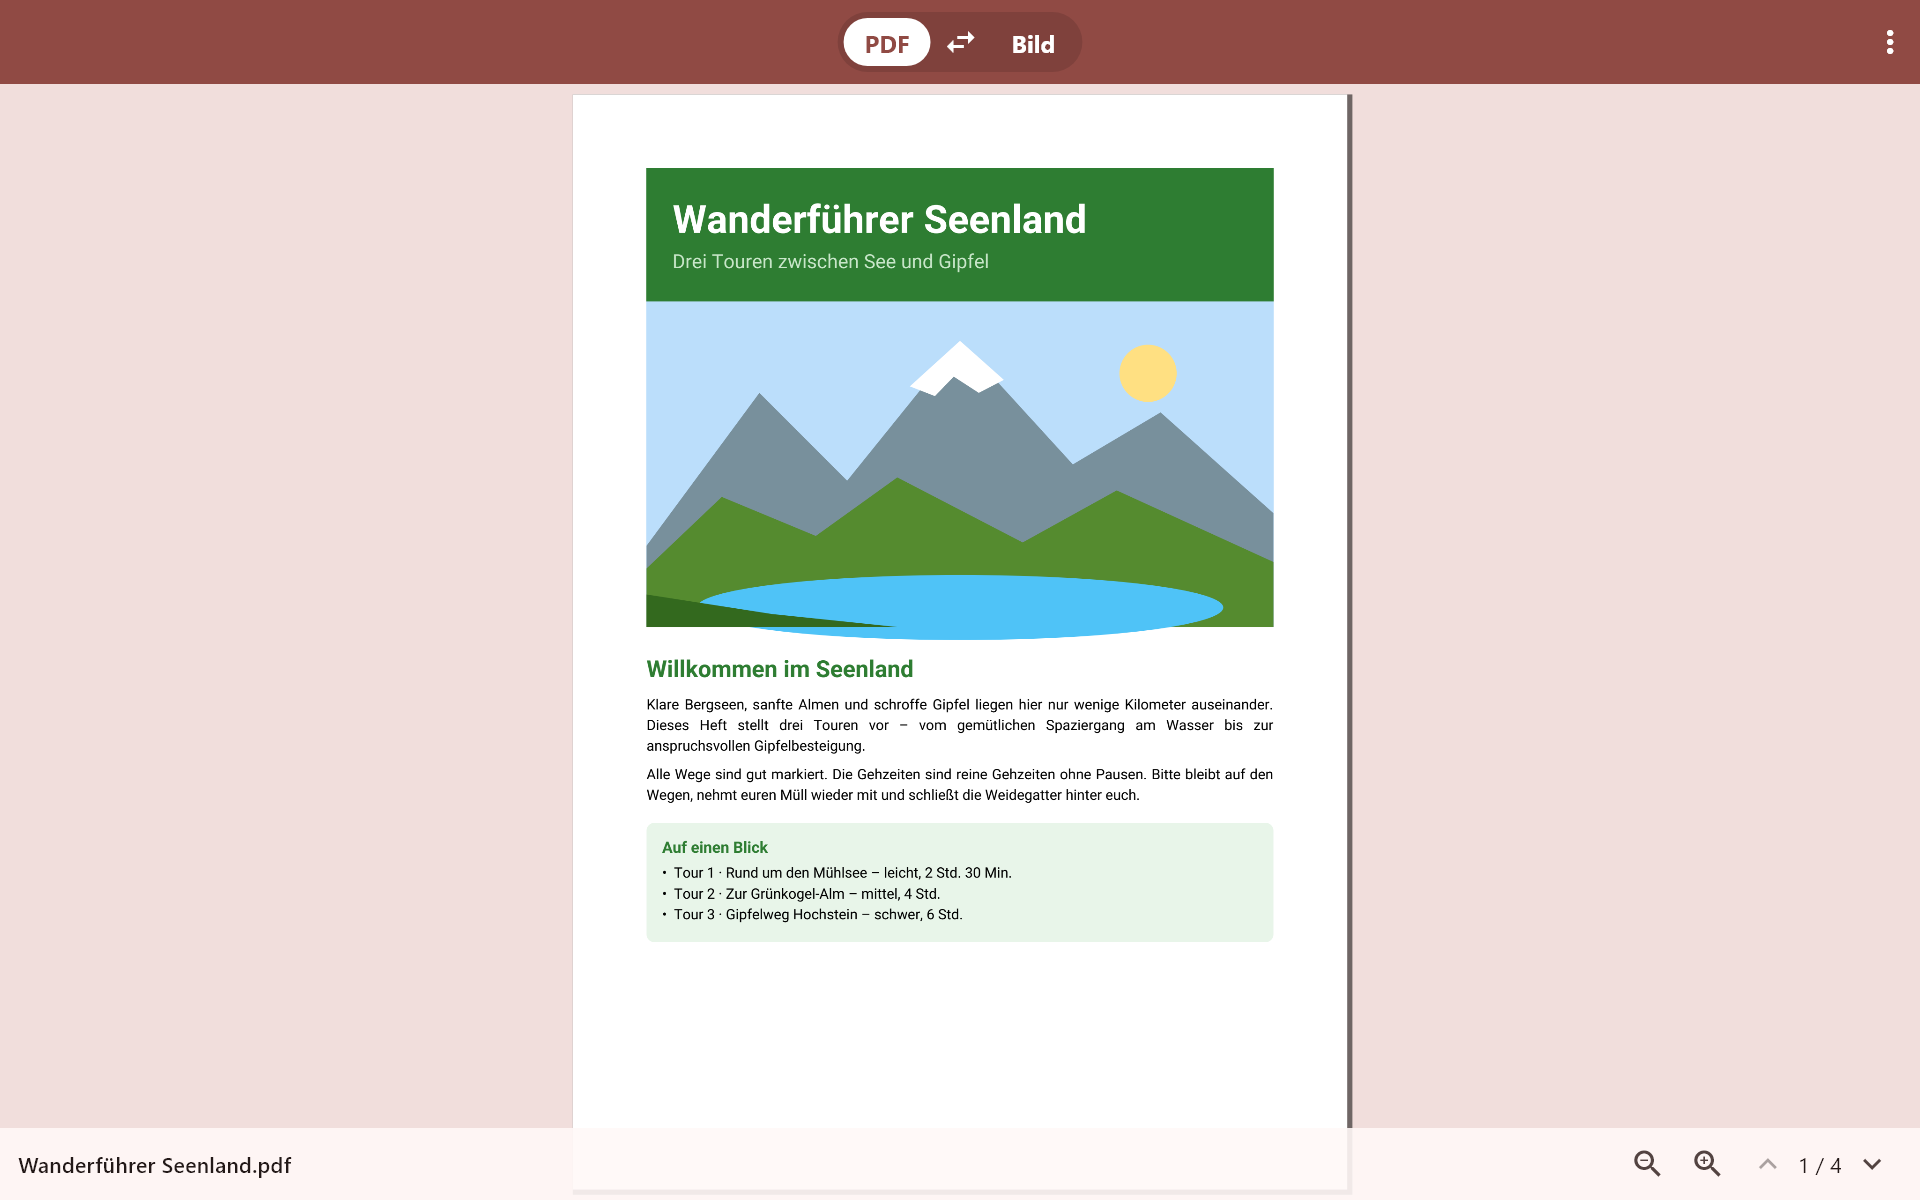 PDF
Bild
Wanderführer Seenland
Drei Touren zwischen See und Gipfel
Willkommen im Seenland
Klare Bergseen, sanfte Almen und schroffe Gipfel liegen hier nur wenige Kilometer auseinander.
Dieses Heft stellt drei Touren vor – vom gemütlichen Spaziergang am Wasser bis zur
anspruchsvollen Gipfelbesteigung.
Alle Wege sind gut markiert. Die Gehzeiten sind reine Gehzeiten ohne Pausen. Bitte bleibt auf den
Wegen, nehmt euren Müll wieder mit und schließt die Weidegatter hinter euch.
Auf einen Blick
• Tour 1 · Rund um den Mühlsee – leicht, 2 Std. 30 Min.
• Tour 2 · Zur Grünkogel-Alm – mittel, 4 Std.
• Tour 3 · Gipfelweg Hochstein – schwer, 6 Std.
Wanderführer Seenland.pdf
1 / 4